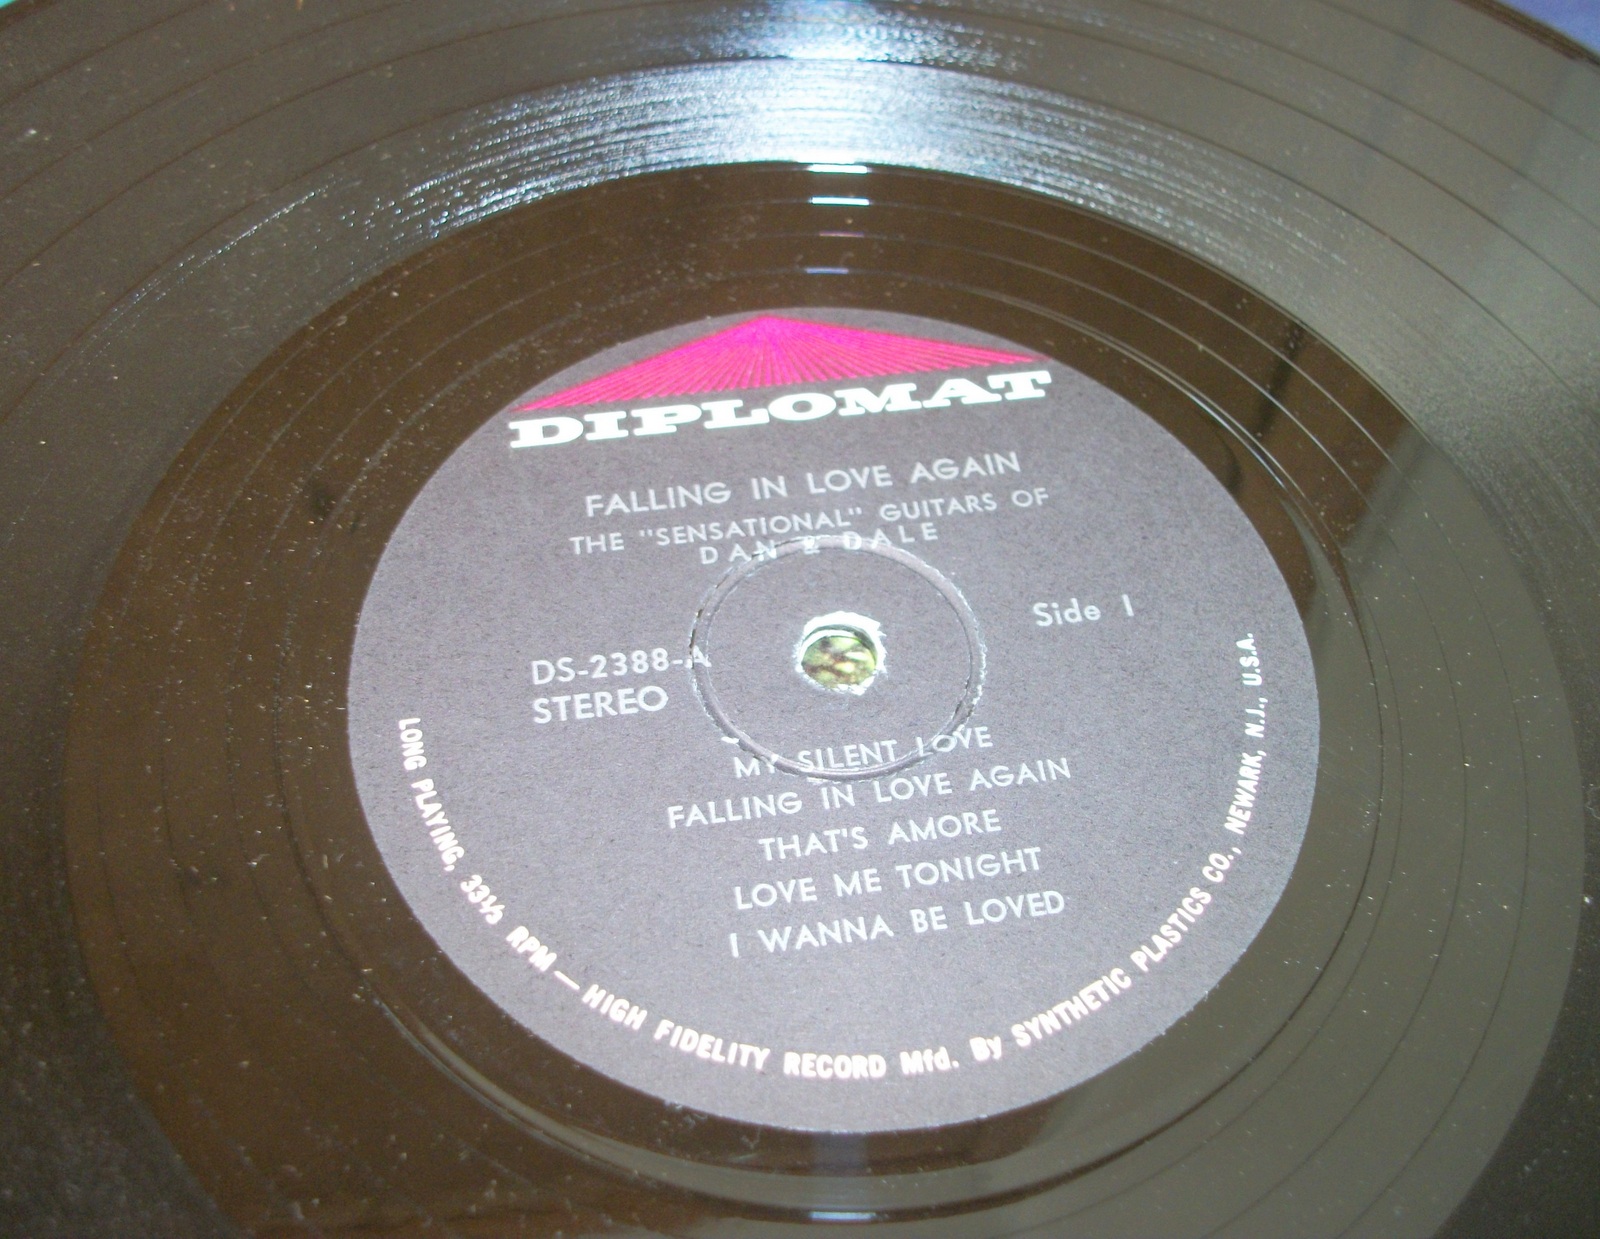 DIPLOMAT
FALLING IN LOVE AGAIN
THE "SENSATIONAL" GUITARS OF
DAN & DALE
Side 1
DS-2388-A
STEREO
MY SILENT LOVE
FALLING IN LOVE AGAIN
THAT'S AMORE
LOVE ME TONIGHT
I WANNA BE LOVED
LONG PLAYING, 33⅓ RPM — HIGH FIDELITY RECORD Mfd. By SYNTHETIC PLASTICS CO., NEWARK, N.J., U.S.A.